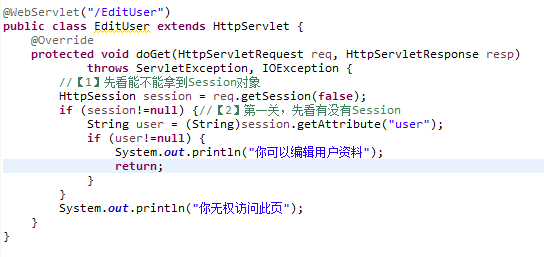 @WebServlet("/EditUser")
public class EditUser extends HttpServlet {
@Override
protected void doGet(HttpServletRequest req, HttpServletResponse resp)
throws ServletException, IOException {
//【1】先看能不能拿到Session对象
HttpSession session = req.getSession(false);
if (session!=null) {//【2】第一关，先看有没有Session
String user = (String)session.getAttribute("user");
if (user!=null) {
System.out.println("你可以编辑用户资料");
return;
}
}
System.out.println("你无权访问此页");
}
}